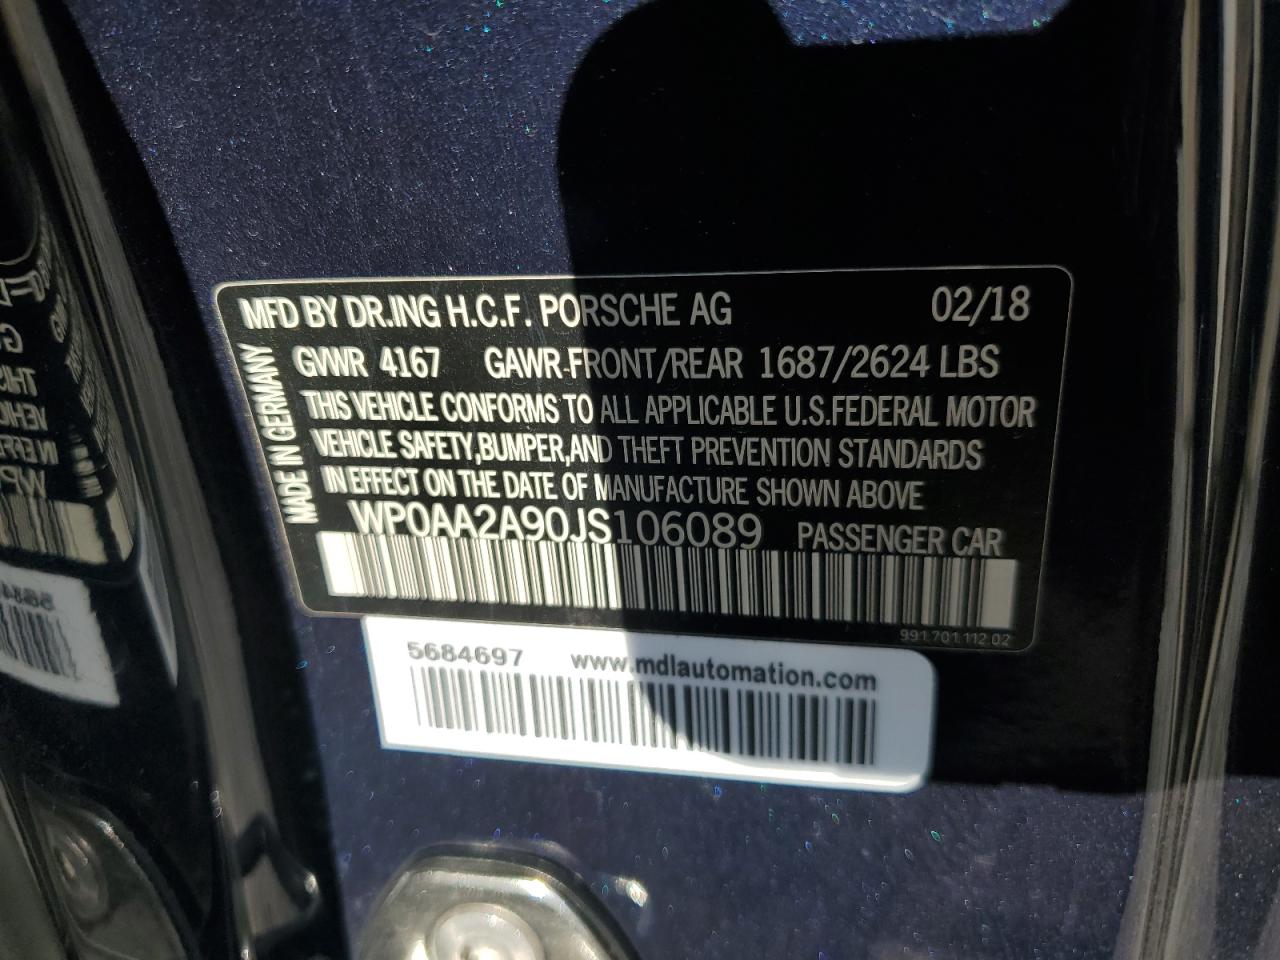 MFD BY DR.ING H.C.F. PORSCHE AG 02/18
GVWR 4167 GAWR-FRONT/REAR 1687/2624 LBS
THIS VEHICLE CONFORMS TO ALL APPLICABLE U.S.FEDERAL MOTOR
VEHICLE SAFETY,BUMPER,AND THEFT PREVENTION STANDARDS
IN EFFECT ON THE DATE OF MANUFACTURE SHOWN ABOVE
MADE IN GERMANY
WP0AA2A90JS106089 PASSENGER CAR
991.701.112.02
5684697 www.mdlautomation.com